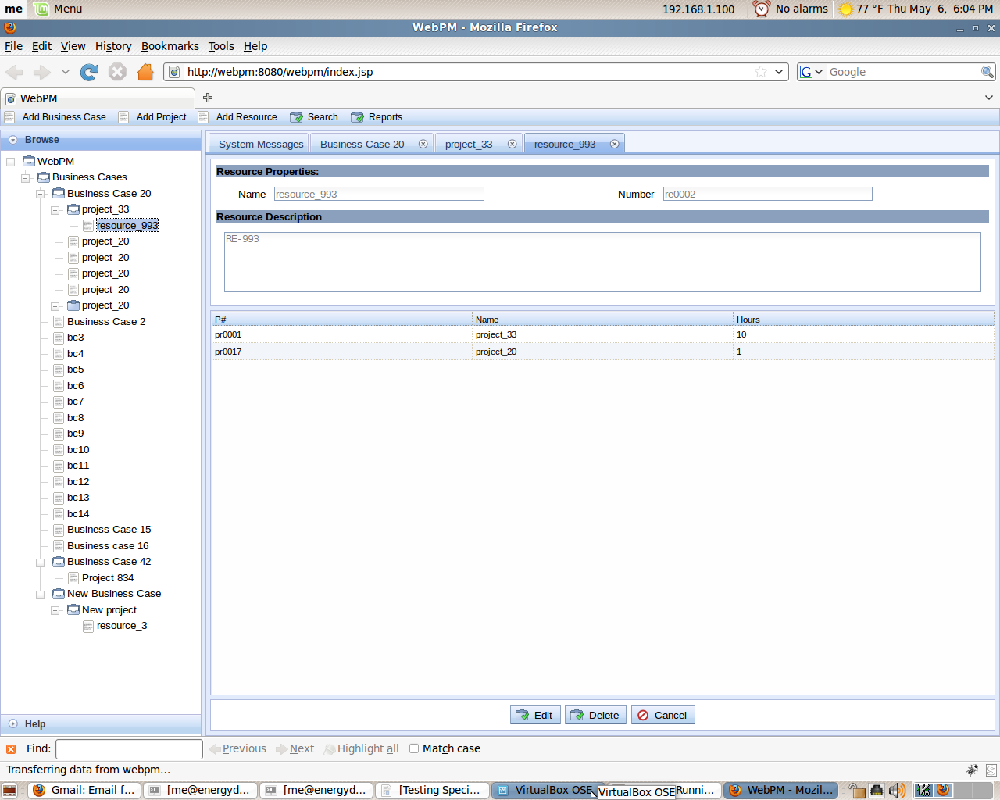 me Menu 192.168.1.100 No alarms 77 °F Thu May 6, 6:04 PM
WebPM - Mozilla Firefox
File Edit View History Bookmarks Tools Help
http://webpm:8080/webpm/index.jsp G Google
WebPM
Add Business Case Add Project Add Resource Search Reports
Browse
WebPM
Business Cases
Business Case 20
project_33
resource_993
project_20
project_20
project_20
project_20
project_20
Business Case 2
bc3
bc4
bc5
bc6
bc7
bc8
bc9
bc10
bc11
bc12
bc13
bc14
Business Case 15
Business case 16
Business Case 42
Project 834
New Business Case
New project
resource_3
Help
System Messages Business Case 20 project_33 resource_993
Resource Properties:
Name resource_993 Number re0002
Resource Description
RE-993
P# Name Hours
pr0001 project_33 10
pr0017 project_20 1
Edit Delete Cancel
Find: Previous Next Highlight all Match case
Transferring data from webpm...
Gmail: Email f... [me@energyd... [me@energyd... [Testing Speci... VirtualBox OSE VirtualBox OSE Runni... WebPM - Mozil...